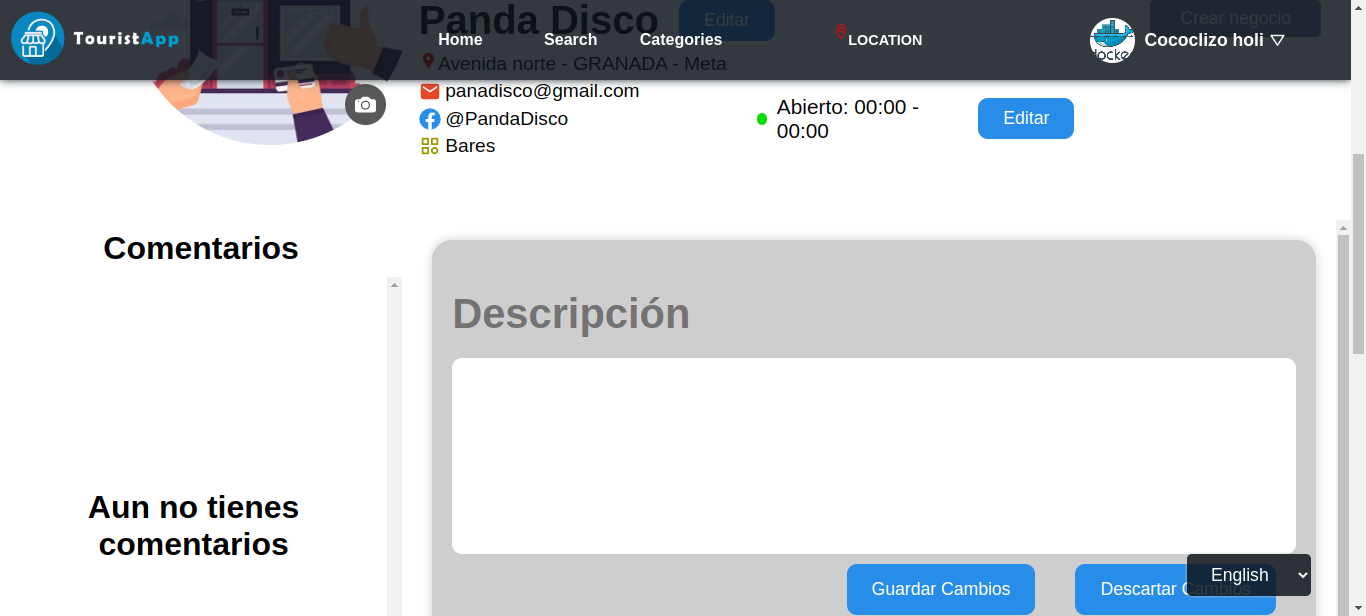 Panda Disco
Editar
Crear negocio
TouristApp
Home
Search
Categories
LOCATION
Cococlizo holi
Avenida norte - GRANADA - Meta
panadisco@gmail.com
@PandaDisco
Bares
Abierto: 00:00 -
00:00
Editar
Comentarios
Aun no tienes
comentarios
Descripción
Guardar Cambios
Descartar Cambios
English